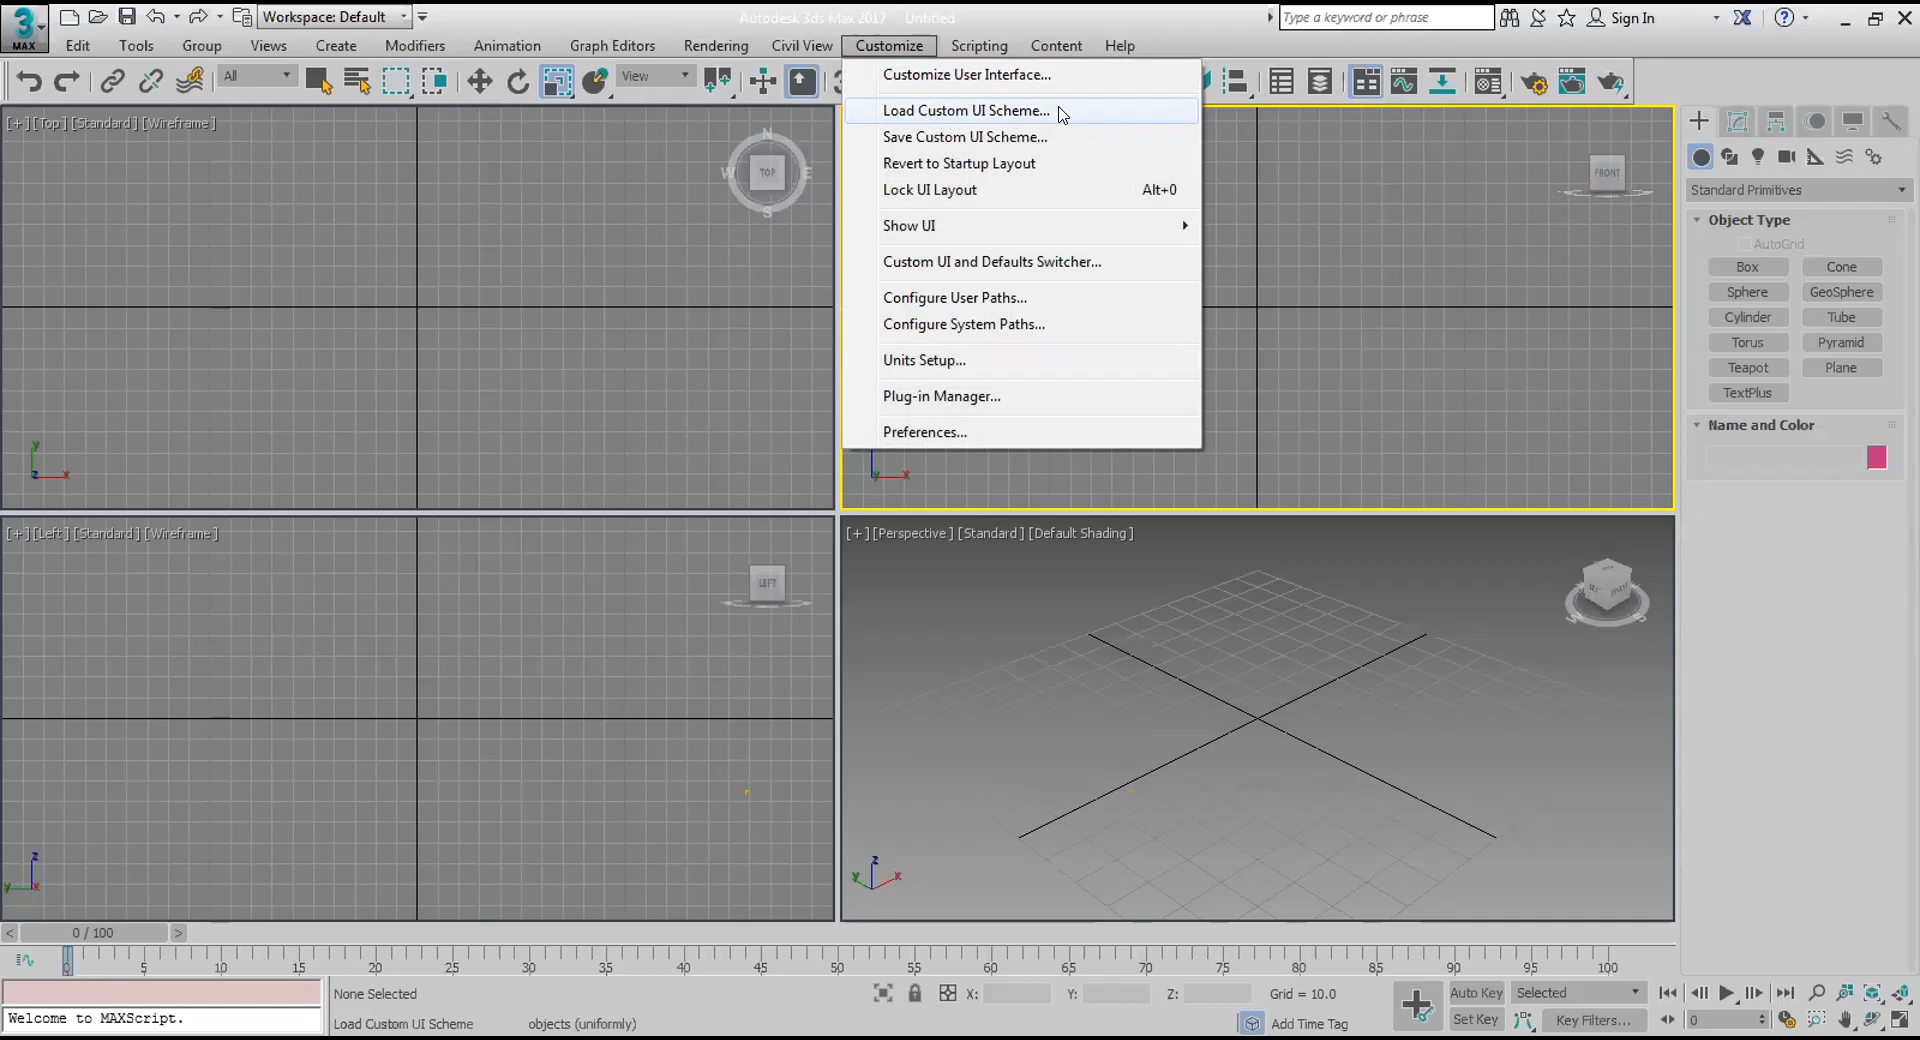 Workspace: Default
Autodesk 3ds Max 2017 Untitled
Type a keyword or phrase
Sign In
MAX
Edit Tools Group Views Create Modifiers Animation Graph Editors Rendering Civil View Customize Scripting Content Help
All
View
Customize User Interface...
Load Custom UI Scheme...
Save Custom UI Scheme...
Revert to Startup Layout
Lock UI Layout Alt+0
Show UI
Custom UI and Defaults Switcher...
Configure User Paths...
Configure System Paths...
Units Setup...
Plug-in Manager...
Preferences...
[+] [Top] [Standard] [Wireframe]
N
W TOP E
S
y
z x
FRONT
y x
[+] [Left] [Standard] [Wireframe]
LEFT
z
y x
[+] [Perspective] [Standard] [Default Shading]
W S
z
y x
Standard Primitives
Object Type
AutoGrid
Box Cone
Sphere GeoSphere
Cylinder Tube
Torus Pyramid
Teapot Plane
TextPlus
Name and Color
< 0 / 100 >
0 5 10 15 20 25 30 35 40 45 50 55 60 65 70 75 80 85 90 95 100
None Selected X: Y: Z: Grid = 10.0 Auto Key Selected
Welcome to MAXScript.
Load Custom UI Scheme objects (uniformly) Add Time Tag Set Key Key Filters... 0